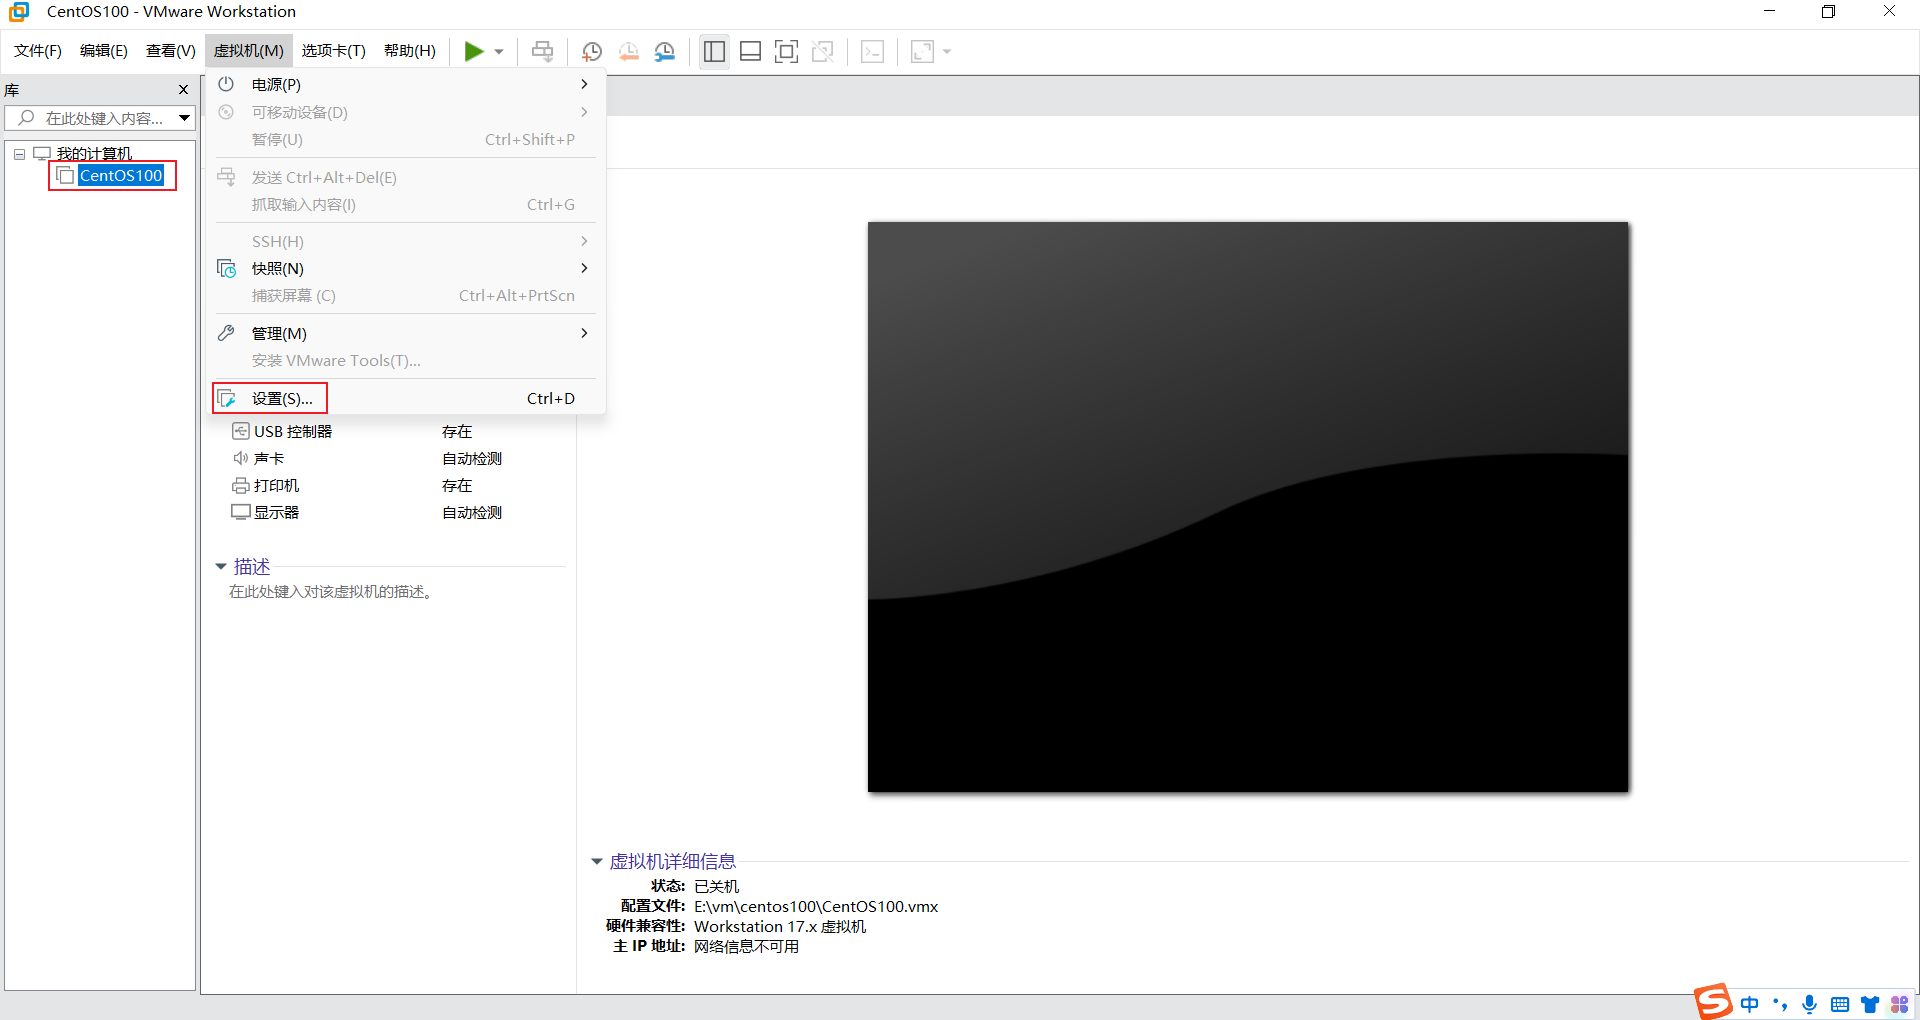 CentOS100 - VMware Workstation
文件(F) 编辑(E) 查看(V) 虚拟机(M) 选项卡(T) 帮助(H)
库
在此处键入内容...
我的计算机
CentOS100
电源(P)
可移动设备(D)
暂停(U) Ctrl+Shift+P
发送 Ctrl+Alt+Del(E)
抓取输入内容(I) Ctrl+G
SSH(H)
快照(N)
捕获屏幕 (C) Ctrl+Alt+PrtScn
管理(M)
安装 VMware Tools(T)...
设置(S)... Ctrl+D
USB 控制器 存在
声卡 自动检测
打印机 存在
显示器 自动检测
描述
在此处键入对该虚拟机的描述。
虚拟机详细信息
状态: 已关机
配置文件: E:\vm\centos100\CentOS100.vmx
硬件兼容性: Workstation 17.x 虚拟机
主 IP 地址: 网络信息不可用
中